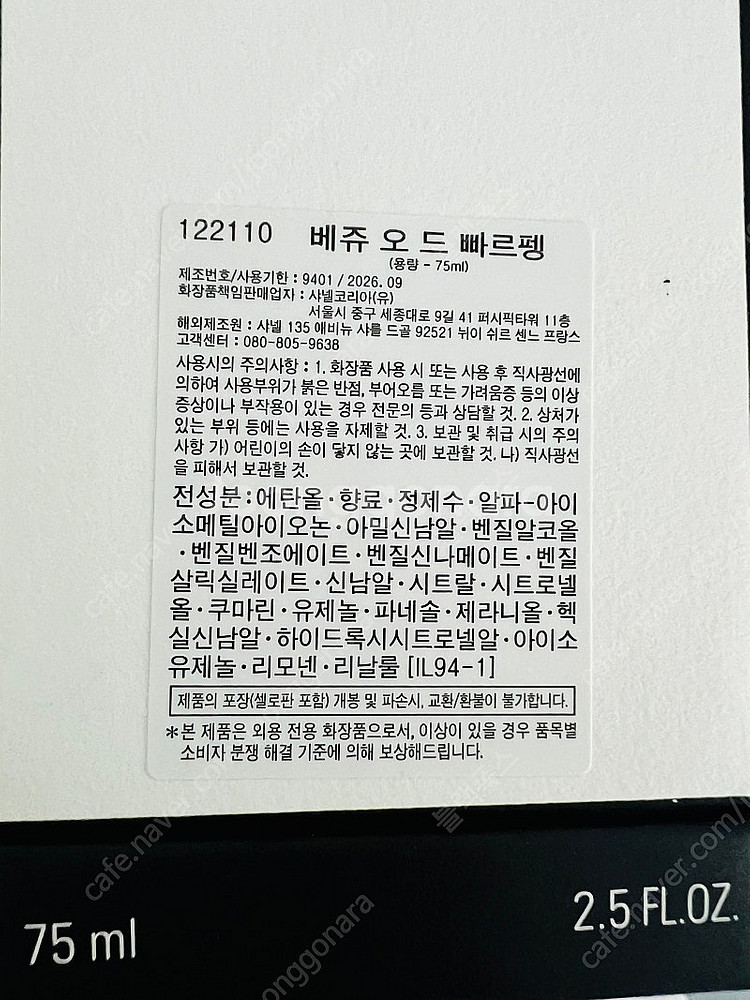 122110 베쥬 오 드 빠르펭
(용량 - 75ml)
제조번호/사용기한 : 9401 / 2026. 09
화장품책임판매업자 : 샤넬코리아(유)
서울시 중구 세종대로 9길 41 퍼시픽타워 11층
해외제조원 : 샤넬 135 애비뉴 샤를 드골 92521 뉘이 쉬르 센느 프랑스
고객센터 : 080-805-9638
사용시의 주의사항 : 1. 화장품 사용 시 또는 사용 후 직사광선에
의하여 사용부위가 붉은 반점, 부어오름 또는 가려움증 등의 이상
증상이나 부작용이 있는 경우 전문의 등과 상담할 것. 2. 상처가
있는 부위 등에는 사용을 자제할 것. 3. 보관 및 취급 시의 주의
사항 가) 어린이의 손이 닿지 않는 곳에 보관할 것. 나) 직사광선
을 피해서 보관할 것.
전성분 : 에탄올·향료·정제수·알파-아이
소메틸아이오논·아밀신남알·벤질알코올
·벤질벤조에이트·벤질신나메이트·벤질
살릭실레이트·신남알·시트랄·시트로넬
올·쿠마린·유제놀·파네솔·제라니올·헥
실신남알·하이드록시시트로넬알·아이소
유제놀·리모넨·리날룰 [IL94-1]
제품의 포장(셀로판 포함) 개봉 및 파손시, 교환/환불이 불가합니다.
*본 제품은 외용 전용 화장품으로서, 이상이 있을 경우 품목별
소비자 분쟁 해결 기준에 의해 보상해드립니다.
75 ml
2.5 FL.OZ.